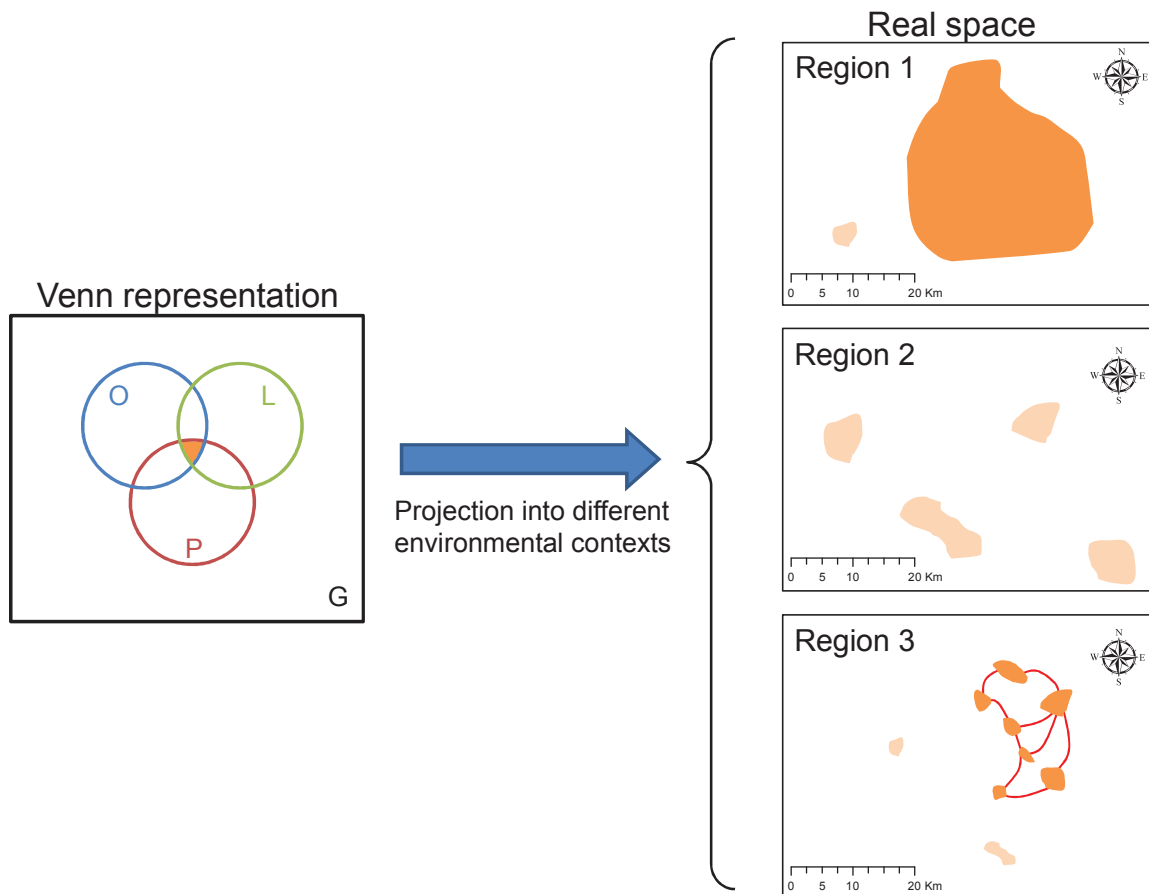 Real space
Region 1
N
W E
S
0 5 10 20 Km
Venn representation
O L
P
G
Projection into different
environmental contexts
Region 2
N
W E
S
0 5 10 20 Km
Region 3
N
W E
S
0 5 10 20 Km